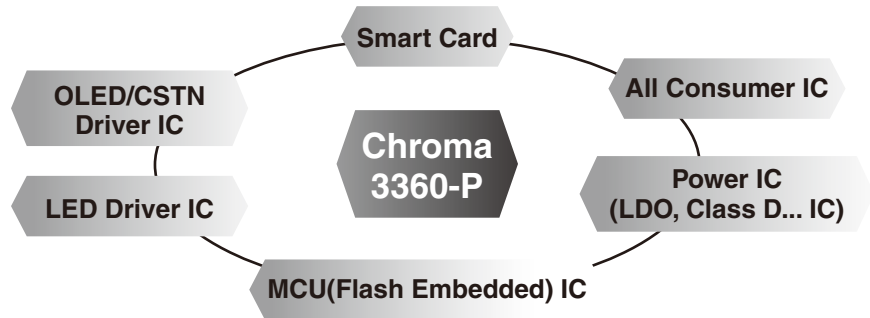 Smart Card
OLED/CSTN
Driver IC
All Consumer IC
Chroma
3360-P
LED Driver IC
Power IC
(LDO, Class D... IC)
MCU(Flash Embedded) IC